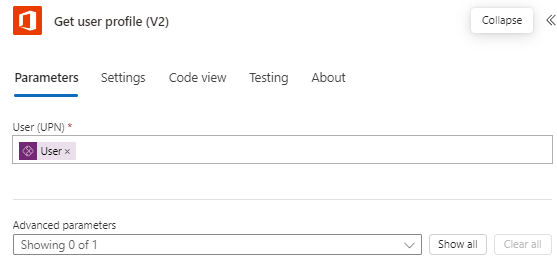 Get user profile (V2)
Collapse
Parameters Settings Code view Testing About
User (UPN) *
User ×
Advanced parameters
Showing 0 of 1
Show all
Clear all